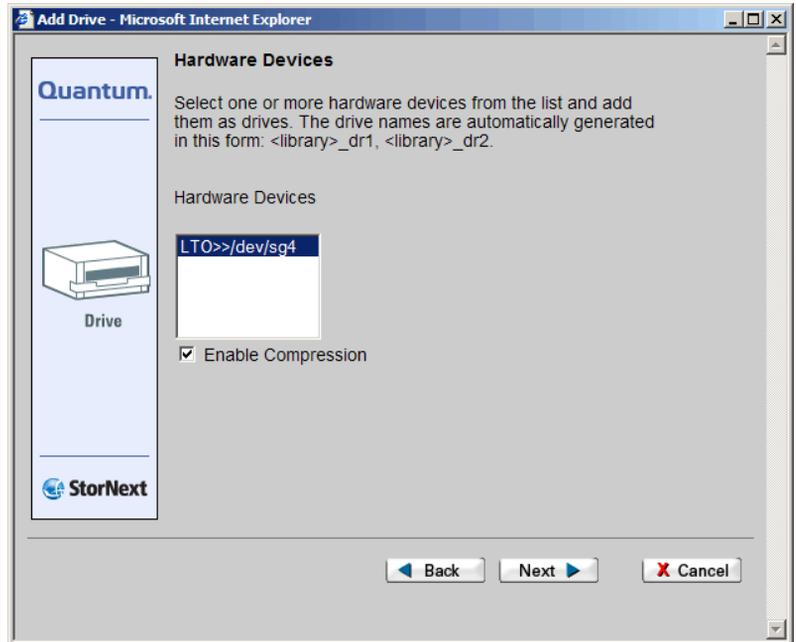 Add Drive - Microsoft Internet Explorer
Quantum.
Hardware Devices
Select one or more hardware devices from the list and add
them as drives. The drive names are automatically generated
in this form: <library>_dr1, <library>_dr2.
Hardware Devices
LTO>>/dev/sg4
Drive
Enable Compression
StorNext
Back
Next
X Cancel